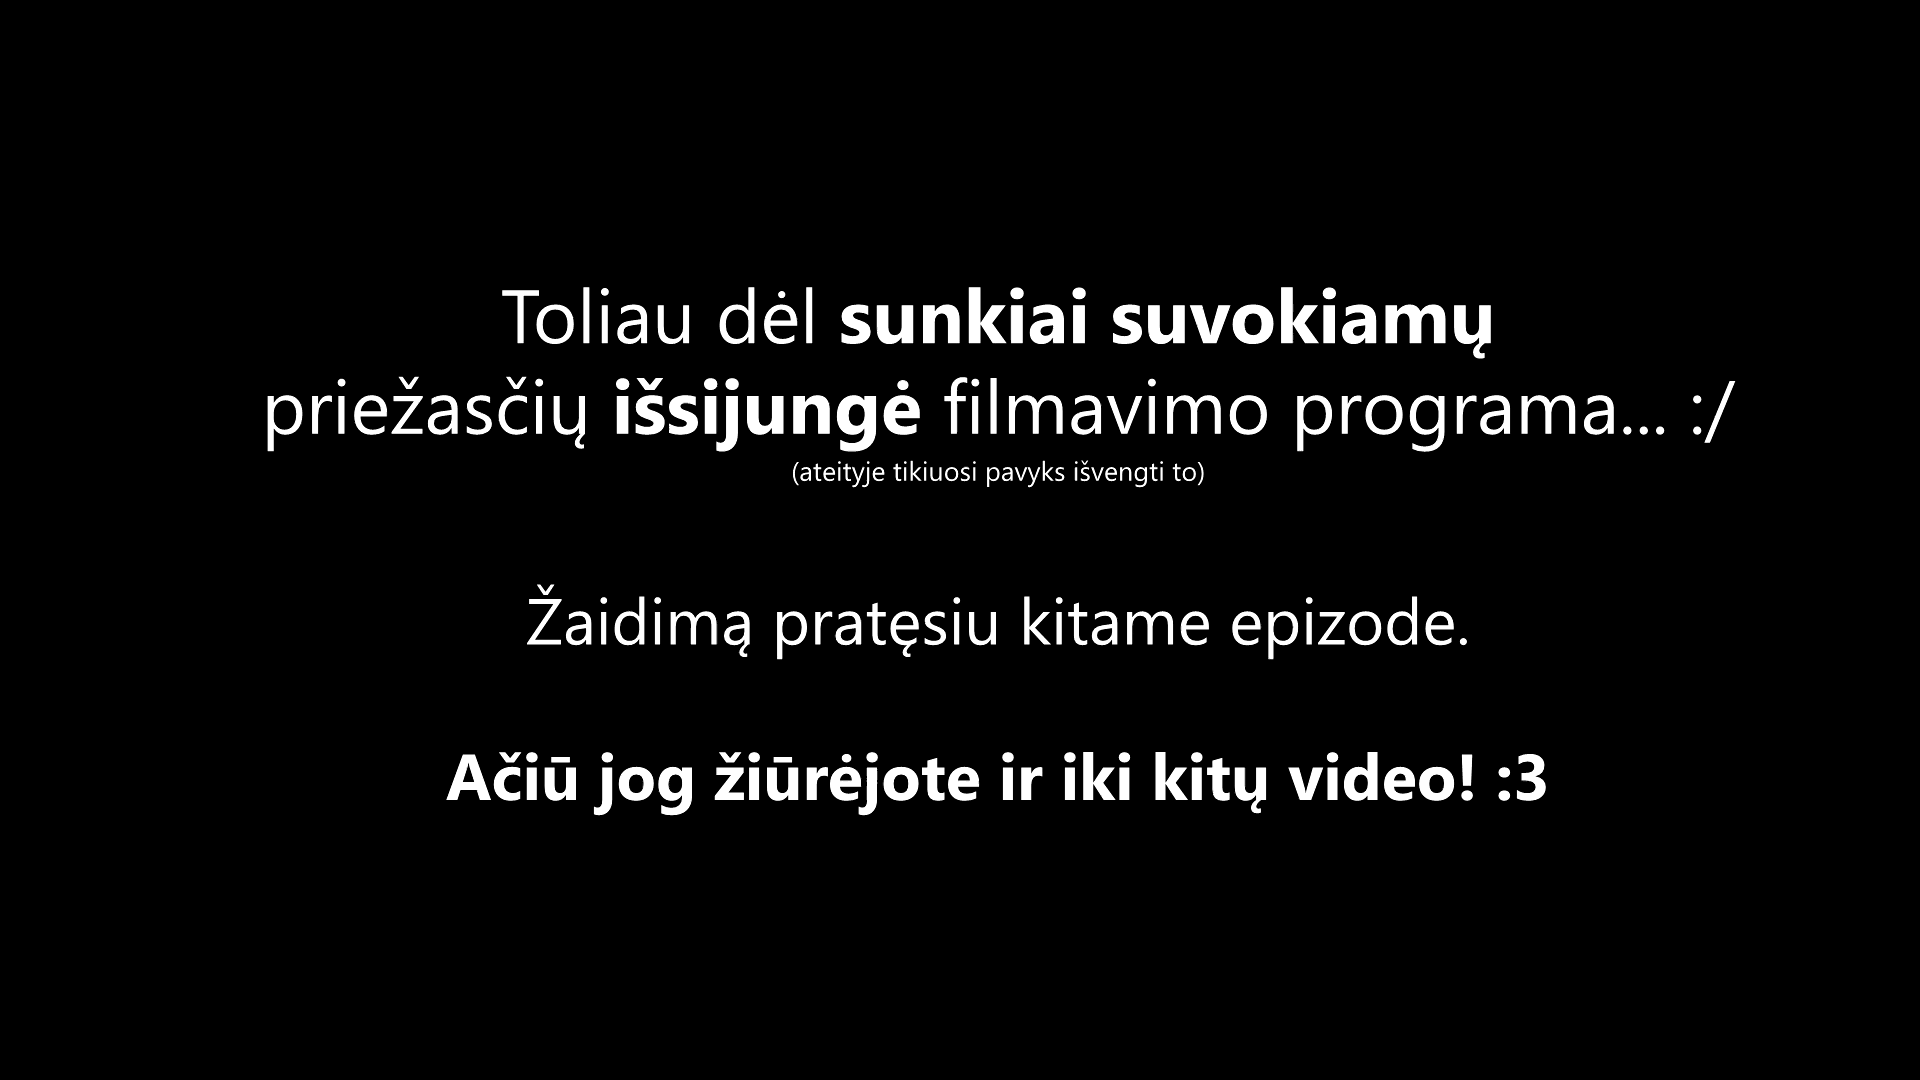 Toliau dėl sunkiai suvokiamų
priežasčių išsijungė filmavimo programa... :/
(ateityje tikiuosi pavyks išvengti to)
Žaidimą pratęsiu kitame epizode.
Ačiū jog žiūrėjote ir iki kitų video! :3